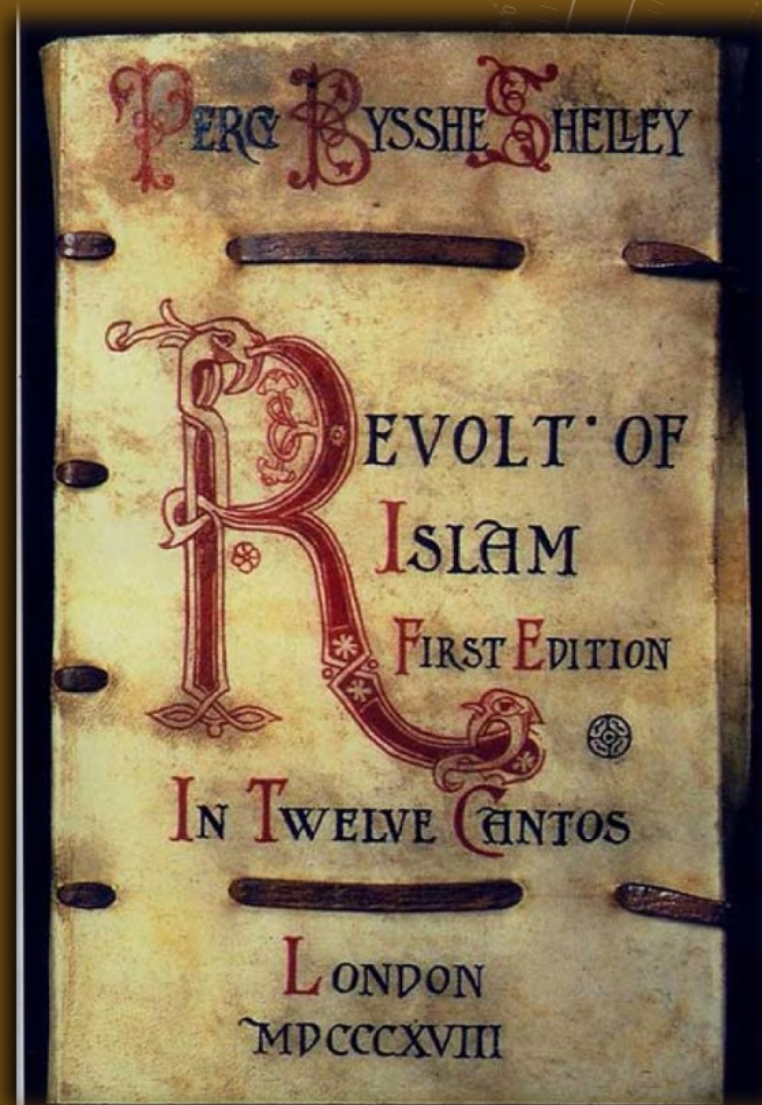 PERCY BYSSHE SHELLEY
REVOLT · OF
ISLAM
FIRST EDITION
IN TWELVE CANTOS
LONDON
MDCCCXVIII